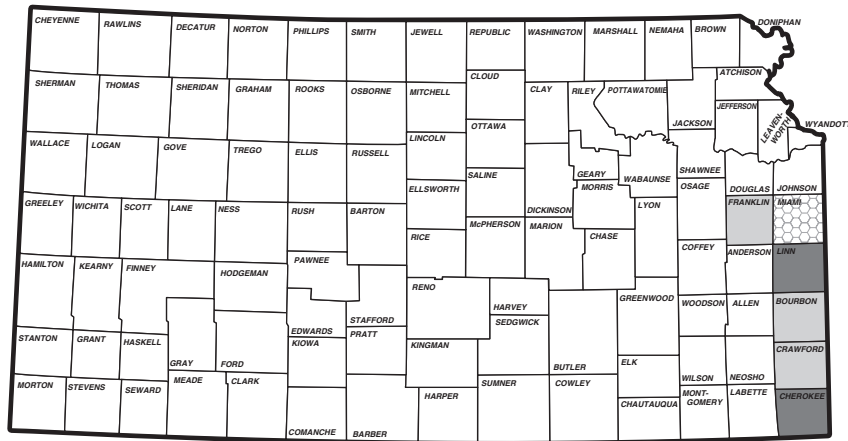 CHEYENNE
RAWLINS
DECATUR
NORTON
PHILLIPS
SMITH
JEWELL
REPUBLIC
WASHINGTON
MARSHALL
NEMAHA
BROWN
DONIPHAN
SHERMAN
THOMAS
SHERIDAN
GRAHAM
ROOKS
OSBORNE
MITCHELL
CLOUD
CLAY
RILEY
POTTAWATOMIE
JACKSON
ATCHISON
JEFFERSON
LEAVEN-
WORTH
WYANDOTT
WALLACE
LOGAN
GOVE
TREGO
ELLIS
RUSSELL
LINCOLN
OTTAWA
SALINE
ELLSWORTH
DICKINSON
GEARY
MORRIS
WABAUNSE
SHAWNEE
OSAGE
DOUGLAS
JOHNSON
GREELEY
WICHITA
SCOTT
LANE
NESS
RUSH
BARTON
RICE
McPHERSON
MARION
CHASE
LYON
COFFEY
FRANKLIN
MIAMI
ANDERSON
LINN
HAMILTON
KEARNY
FINNEY
HODGEMAN
PAWNEE
STAFFORD
RENO
HARVEY
SEDGWICK
BUTLER
GREENWOOD
WOODSON
ALLEN
BOURBON
STANTON
GRANT
HASKELL
GRAY
FORD
EDWARDS
KIOWA
PRATT
KINGMAN
ELK
WILSON
NEOSHO
CRAWFORD
MORTON
STEVENS
SEWARD
MEADE
CLARK
COMANCHE
BARBER
HARPER
SUMNER
COWLEY
CHAUTAUQUA
MONT-
GOMERY
LABETTE
CHEROKEE